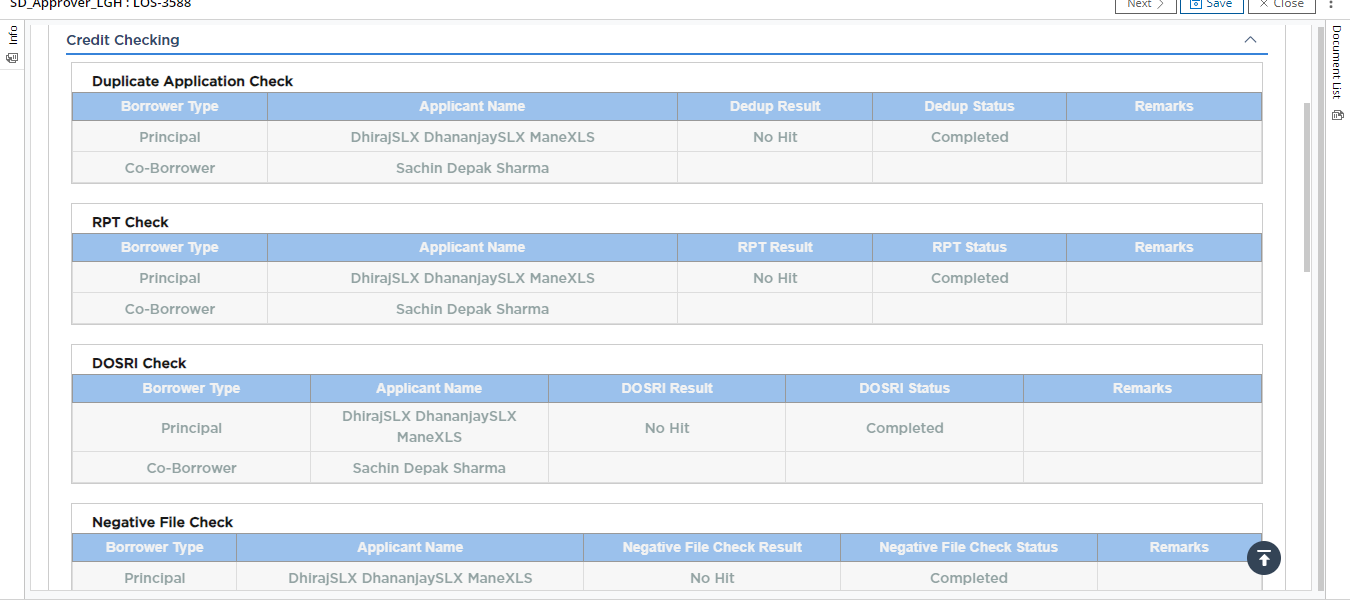 SD_Approver_LGH : LOS-3588
Next
Save
Close
Info
Document List
Credit Checking
Duplicate Application Check
Borrower Type Applicant Name Dedup Result Dedup Status Remarks
Principal DhirajSLX DhananjaySLX ManeXLS No Hit Completed
Co-Borrower Sachin Depak Sharma
RPT Check
Borrower Type Applicant Name RPT Result RPT Status Remarks
Principal DhirajSLX DhananjaySLX ManeXLS No Hit Completed
Co-Borrower Sachin Depak Sharma
DOSRI Check
Borrower Type Applicant Name DOSRI Result DOSRI Status Remarks
Principal DhirajSLX DhananjaySLX ManeXLS No Hit Completed
Co-Borrower Sachin Depak Sharma
Negative File Check
Borrower Type Applicant Name Negative File Check Result Negative File Check Status Remarks
Principal DhirajSLX DhananjaySLX ManeXLS No Hit Completed